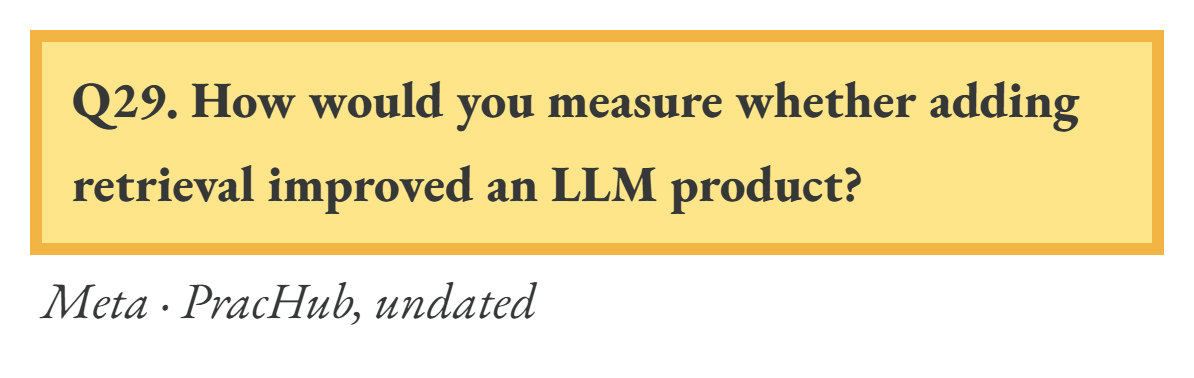 Q29. How would you measure whether adding
retrieval improved an LLM product?
Meta · PracHub, undated